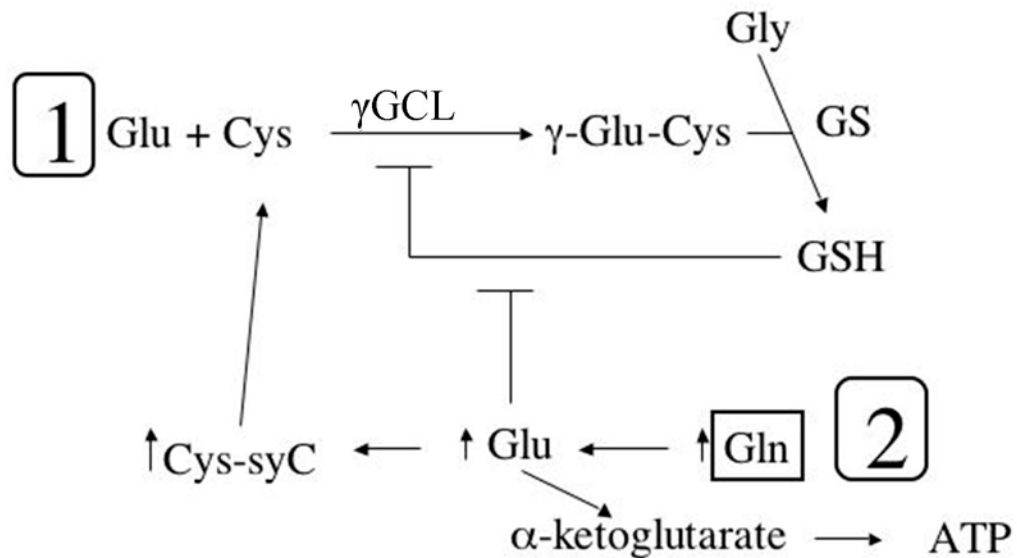 Gly
1 Glu + Cys γGCL γ-Glu-Cys GS
GSH
↑Cys-syC ↑ Glu ↑ Gln 2
α-ketoglutarate ATP